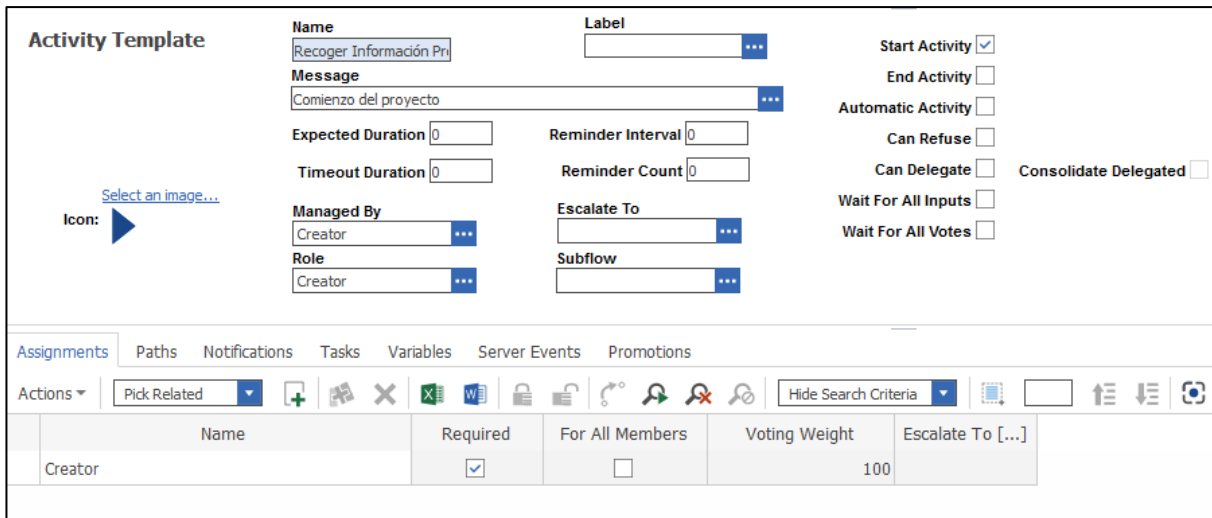 Activity Template
Name
Label
Recoger Información Pr
Start Activity
End Activity
Message
Comienzo del proyecto
Automatic Activity
Expected Duration 0
Reminder Interval 0
Can Refuse
Timeout Duration 0
Reminder Count 0
Can Delegate
Consolidate Delegated
Select an image...
Icon:
Managed By
Creator
Escalate To
Wait For All Inputs
Wait For All Votes
Role
Creator
Subflow
Assignments Paths Notifications Tasks Variables Server Events Promotions
Actions Pick Related Hide Search Criteria
Name Required For All Members Voting Weight Escalate To [...]
Creator 100